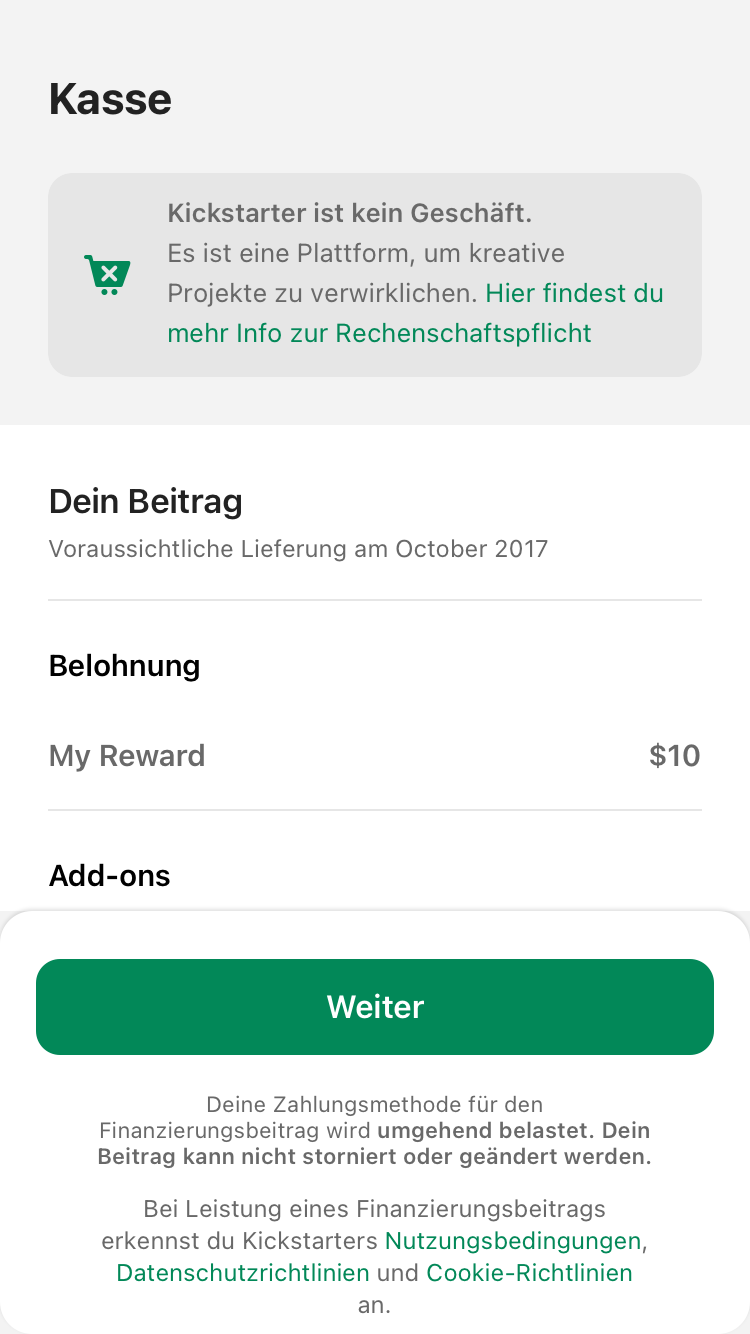 Kasse
Kickstarter ist kein Geschäft.
Es ist eine Plattform, um kreative
Projekte zu verwirklichen. Hier findest du
mehr Info zur Rechenschaftspflicht
Dein Beitrag
Voraussichtliche Lieferung am October 2017
Belohnung
My Reward $10
Add-ons
Weiter
Deine Zahlungsmethode für den
Finanzierungsbeitrag wird umgehend belastet. Dein
Beitrag kann nicht storniert oder geändert werden.
Bei Leistung eines Finanzierungsbeitrags
erkennst du Kickstarters Nutzungsbedingungen,
Datenschutzrichtlinien und Cookie-Richtlinien
an.